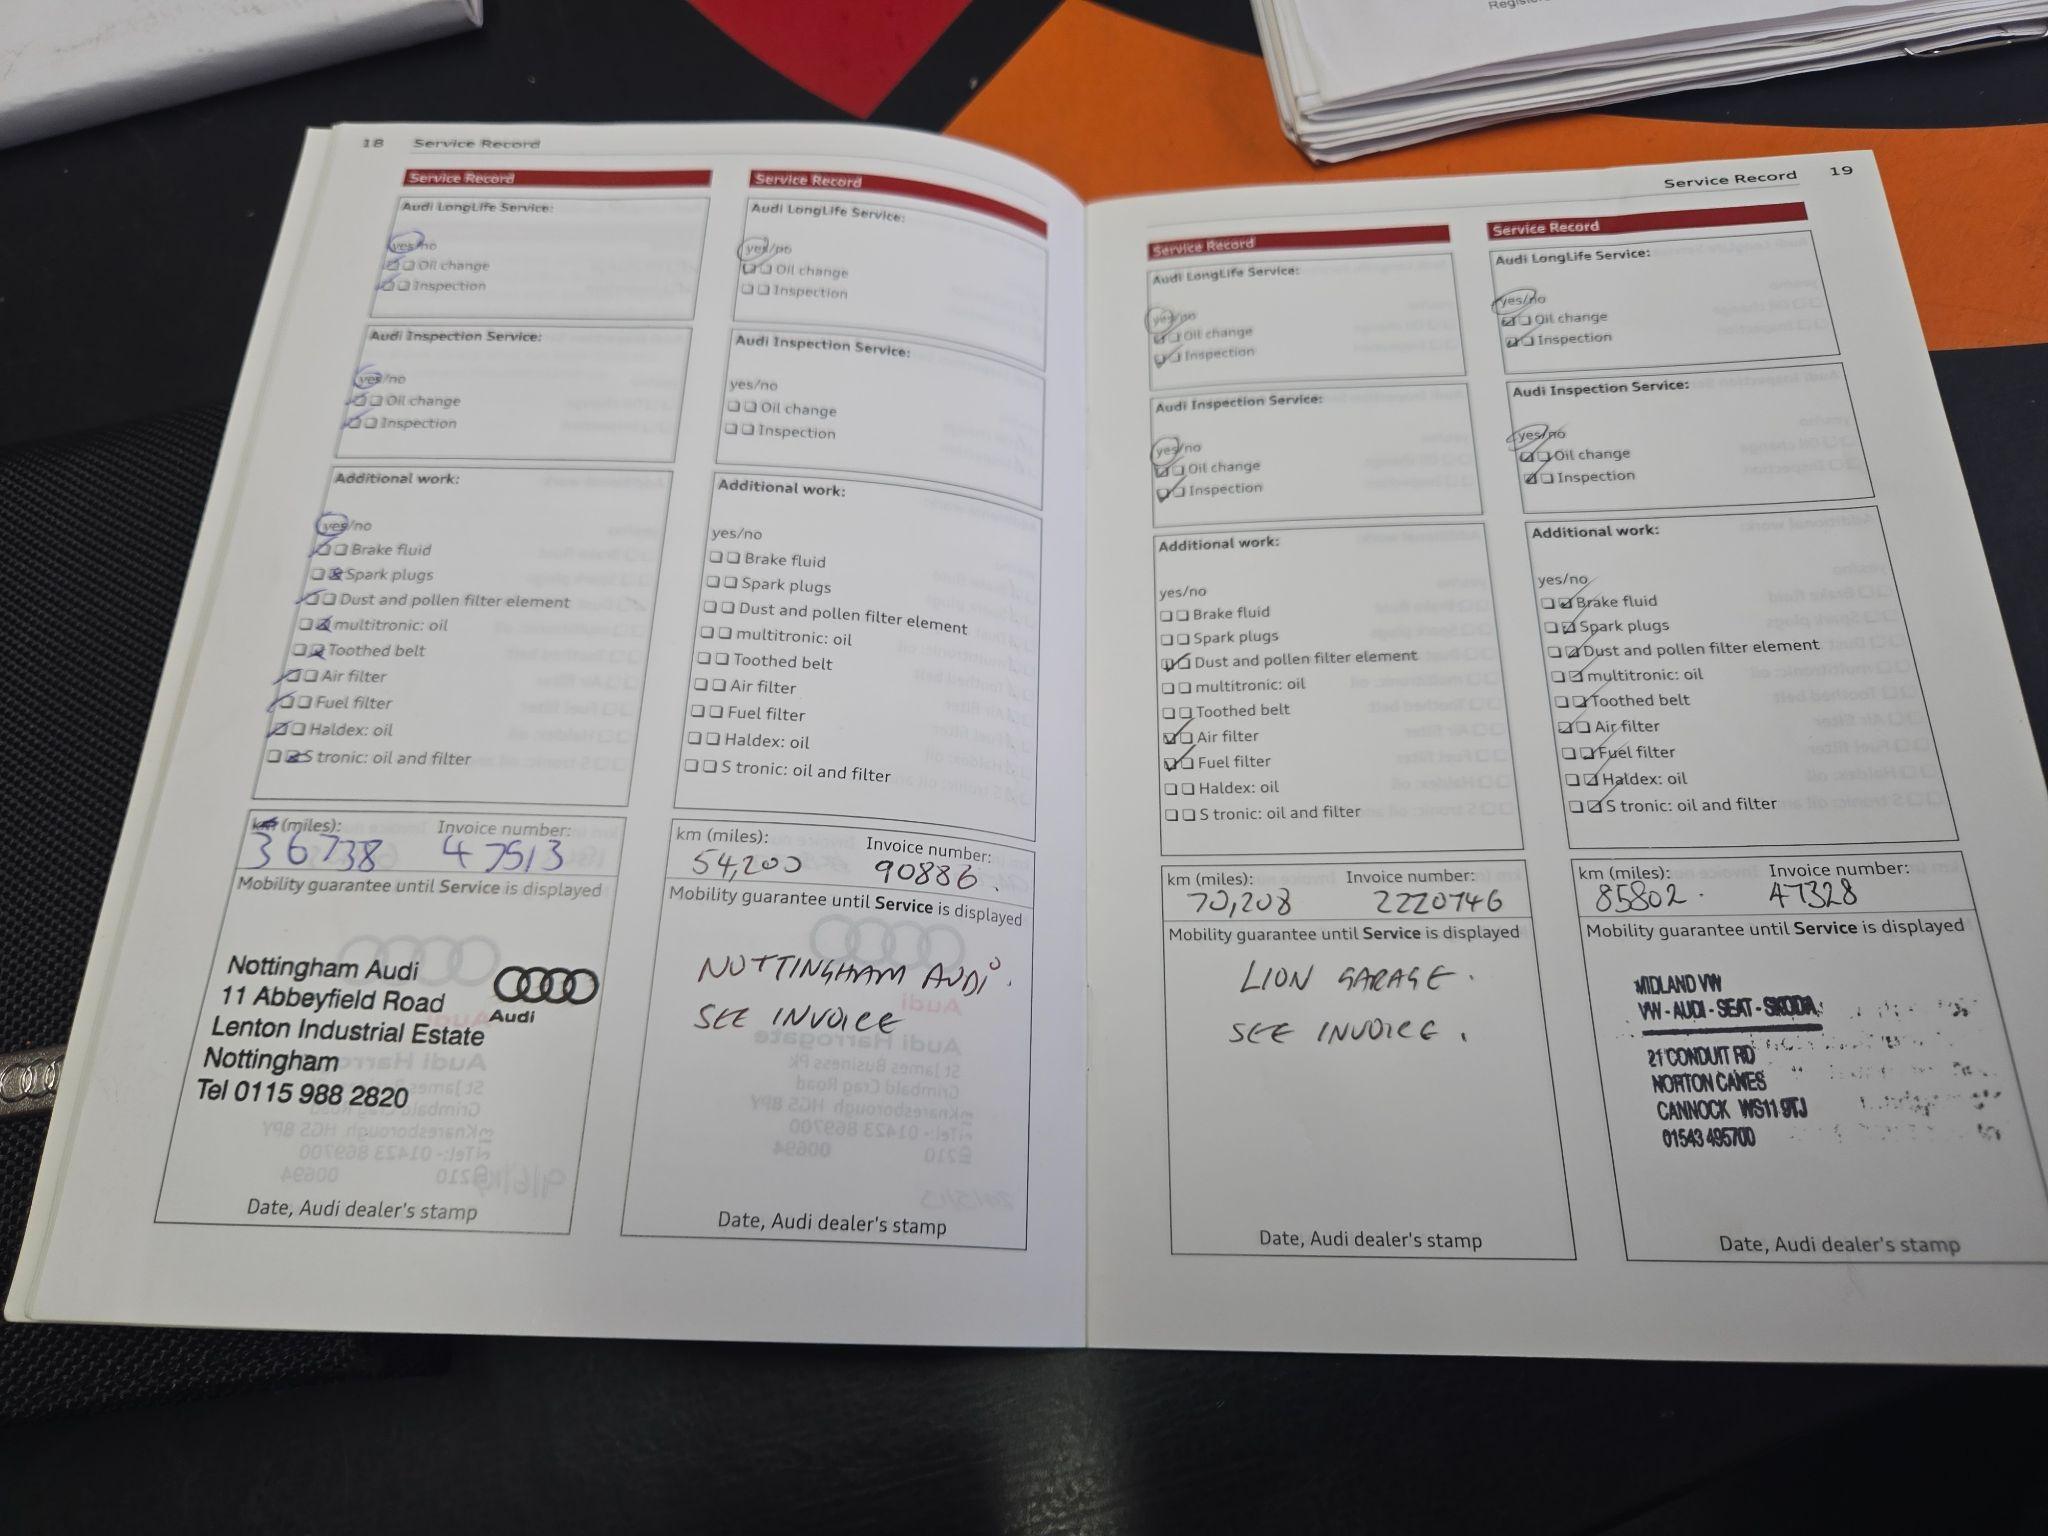 Regist
18 Service Record
Service Record
Audi LongLife Service:
yes/no
Oil change
Inspection
Audi Inspection Service:
yes/no
Oil change
Inspection
Additional work:
yes/no
Brake fluid
Spark plugs
Dust and pollen filter element
multitronic: oil
Toothed belt
Air filter
Fuel filter
Haldex: oil
S tronic: oil and filter
km (miles): Invoice number:
36738 47513
Mobility guarantee until Service is displayed
Nottingham Audi
11 Abbeyfield Road
Lenton Industrial Estate
Nottingham
Tel 0115 988 2820
Audi
Date, Audi dealer's stamp
Service Record
Audi LongLife Service:
yes/no
Oil change
Inspection
Audi Inspection Service:
yes/no
Oil change
Inspection
Additional work:
yes/no
Brake fluid
Spark plugs
Dust and pollen filter element
multitronic: oil
Toothed belt
Air filter
Fuel filter
Haldex: oil
S tronic: oil and filter
km (miles): Invoice number:
54,200 90886.
Mobility guarantee until Service is displayed
NOTTINGHAM AUDI.
SEE INVOICE
Date, Audi dealer's stamp
Service Record 19
Service Record
Audi LongLife Service:
yes/no
Oil change
Inspection
Audi Inspection Service:
yes/no
Oil change
Inspection
Additional work:
yes/no
Brake fluid
Spark plugs
Dust and pollen filter element
multitronic: oil
Toothed belt
Air filter
Fuel filter
Haldex: oil
S tronic: oil and filter
km (miles): Invoice number:
70,208 2220746
Mobility guarantee until Service is displayed
LION GARAGE.
SEE INVOICE.
Date, Audi dealer's stamp
Service Record
Audi LongLife Service:
yes/no
Oil change
Inspection
Audi Inspection Service:
yes/no
Oil change
Inspection
Additional work:
yes/no
Brake fluid
Spark plugs
Dust and pollen filter element
multitronic: oil
Toothed belt
Air filter
Fuel filter
Haldex: oil
S tronic: oil and filter
km (miles): Invoice number:
85802. 47328
Mobility guarantee until Service is displayed
MIDLAND VW
VW - AUDI - SEAT - SKODA
21 CONDUIT RD
NORTON CANES
CANNOCK WS11 9TJ
01543 495700
Date, Audi dealer's stamp